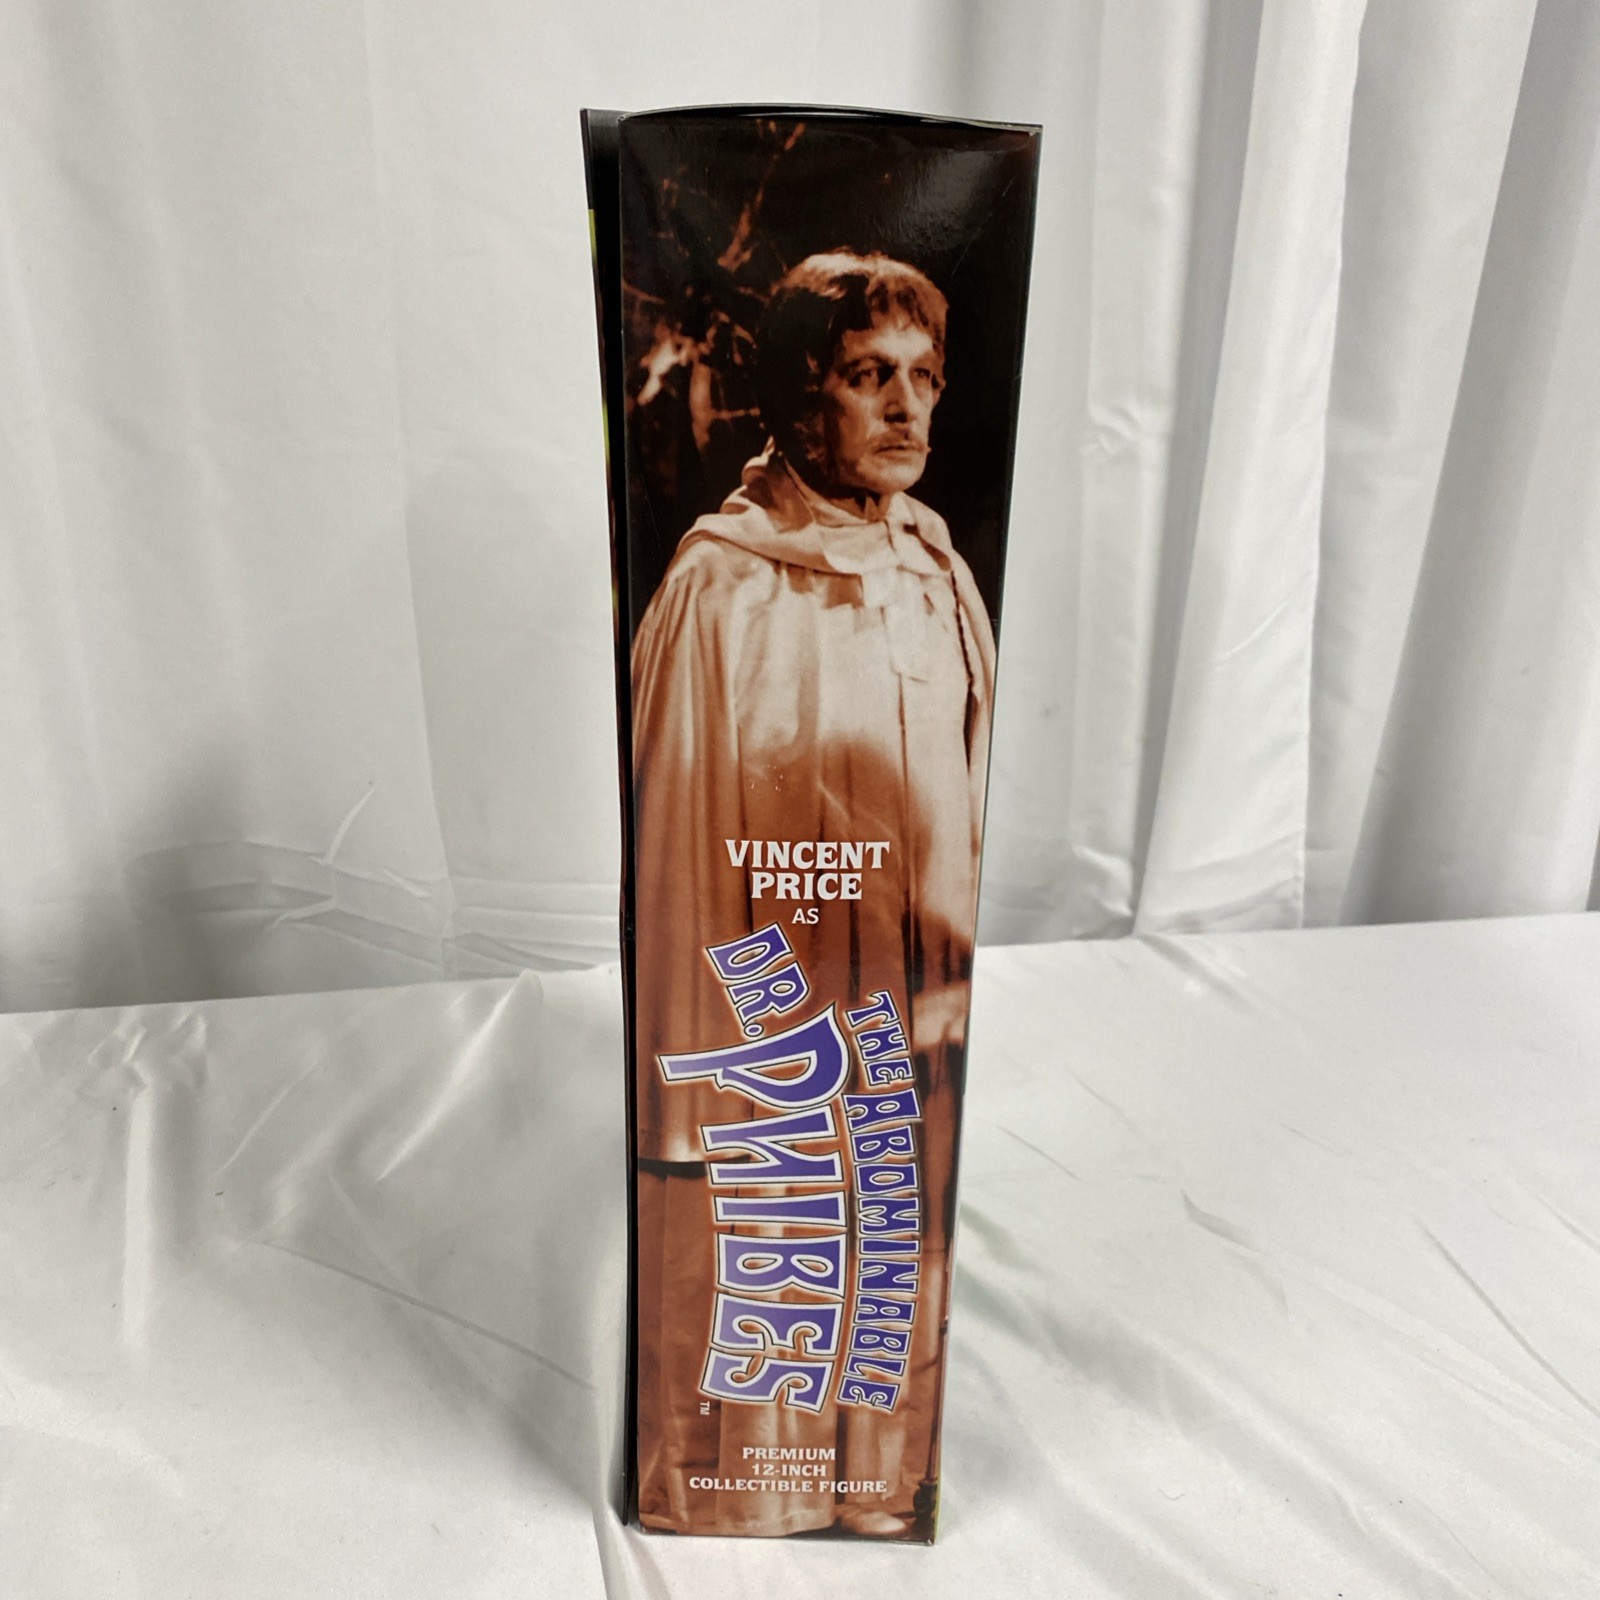 VINCENT
PRICE
AS
THE ABOMINABLE
DR. PHIBES
TM
PREMIUM
12-INCH
COLLECTIBLE FIGURE